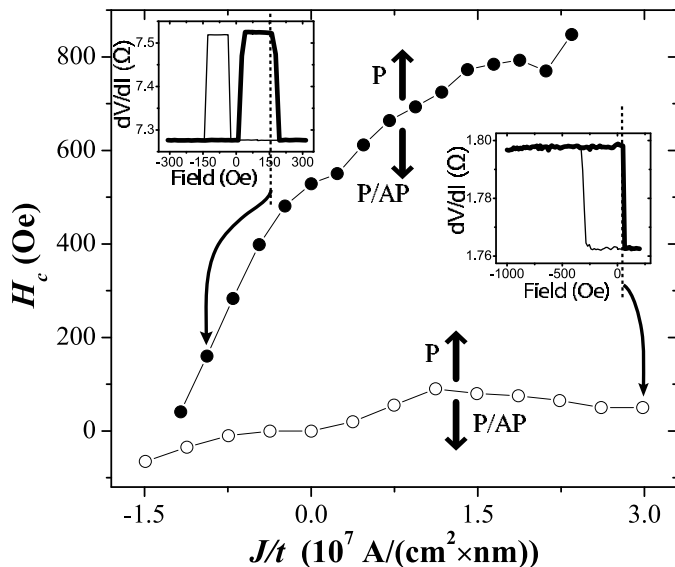 800
600
400
200
0
H_c (Oe)
-1.5 0.0 1.5 3.0
J/t (10^7 A/(cm^2×nm))
7.5
7.3
dV/dI (Ω)
-300 -150 0 150 300
Field (Oe)
P
P/AP
1.80
1.78
1.76
dV/dI (Ω)
-1000 -500 0
Field (Oe)
P
P/AP